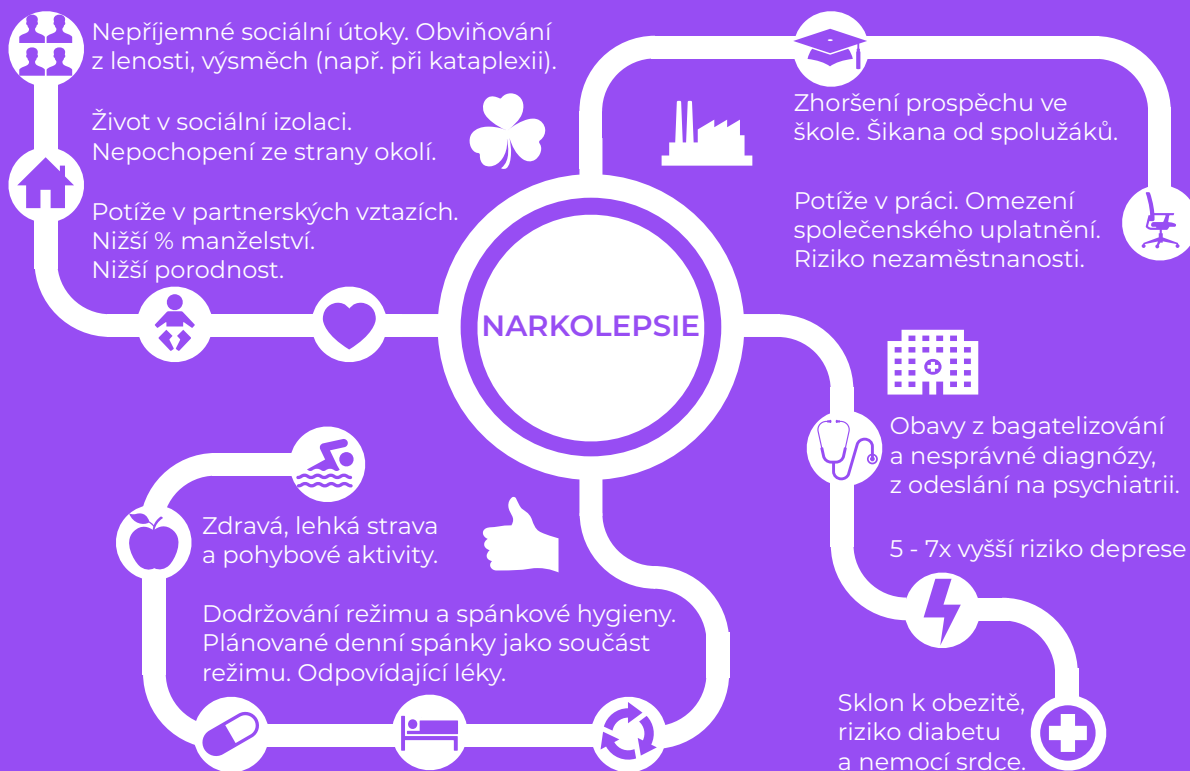 Nepříjemné sociální útoky. Obviňování
z lenosti, výsměch (např. při kataplexii).
Život v sociální izolaci.
Nepochopení ze strany okolí.
Potíže v partnerských vztazích.
Nižší % manželství.
Nižší porodnost.
Zhoršení prospěchu ve
škole. Šikana od spolužáků.
Potíže v práci. Omezení
společenského uplatnění.
Riziko nezaměstnanosti.
NARKOLEPSIE
Obavy z bagatelizování
a nesprávné diagnózy,
z odeslání na psychiatrii.
5 - 7x vyšší riziko deprese
Sklon k obezitě,
riziko diabetu
a nemocí srdce.
Zdravá, lehká strava
a pohybové aktivity.
Dodržování režimu a spánkové hygieny.
Plánované denní spánky jako součást
režimu. Odpovídající léky.